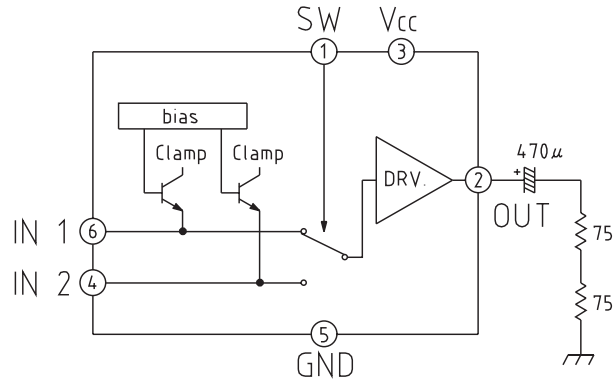 SW Vcc
1 3
bias
Clamp Clamp
DRV.
470μ
+
2
OUT
IN 1 6
75
IN 2 4
75
5
GND